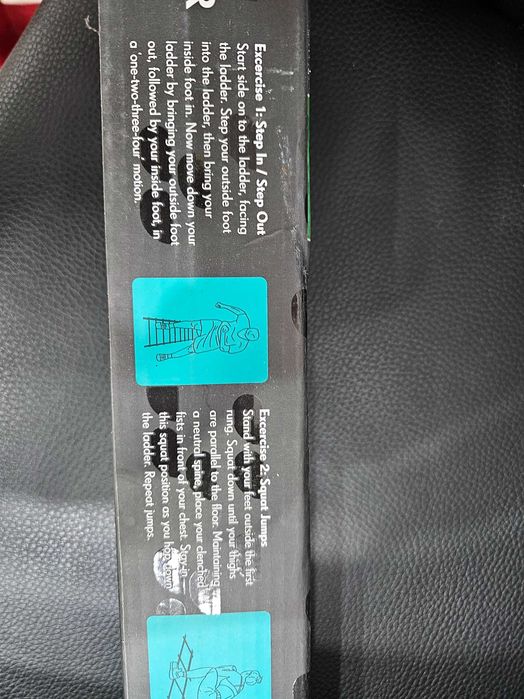 R
Excercise 1: Step In / Step Out
Start side on to the ladder, facing
the ladder. Step your outside foot
into the ladder, then bring your
inside foot in. Now move down your
ladder by bringing your outside foot
out, followed by your inside foot, in
a 'one-two-three-four' motion.
Excercise 2: Squat Jumps
Stand with your feet outside the first
rung. Squat down until your thighs
are parallel to the floor. Maintaining
a neutral spine, place your clenched
fists in front of your chest. Stay in
this squat position as you hop down
the ladder. Repeat jumps.